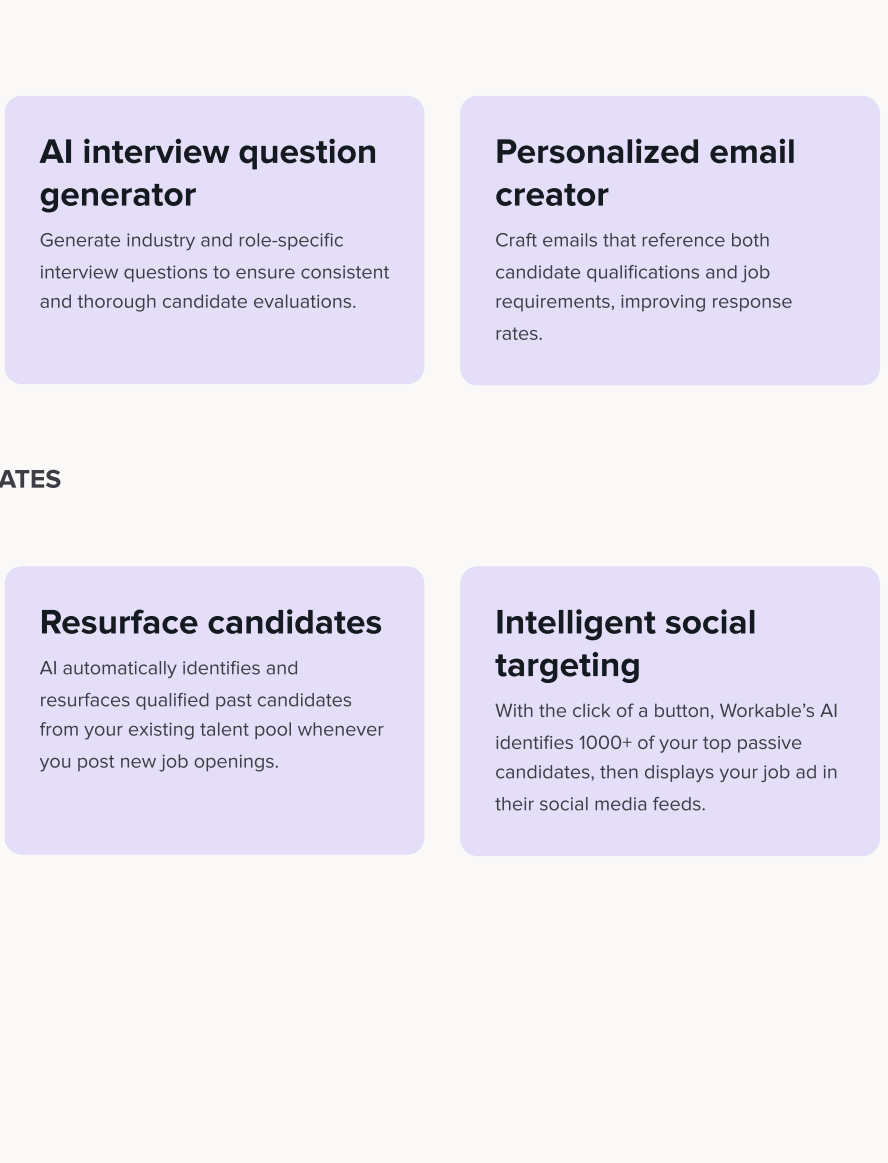 AI interview question
generator
Generate industry and role-specific
interview questions to ensure consistent
and thorough candidate evaluations.
Personalized email
creator
Craft emails that reference both
candidate qualifications and job
requirements, improving response
rates.
ATES
Resurface candidates
AI automatically identifies and
resurfaces qualified past candidates
from your existing talent pool whenever
you post new job openings.
Intelligent social
targeting
With the click of a button, Workable’s AI
identifies 1000+ of your top passive
candidates, then displays your job ad in
their social media feeds.